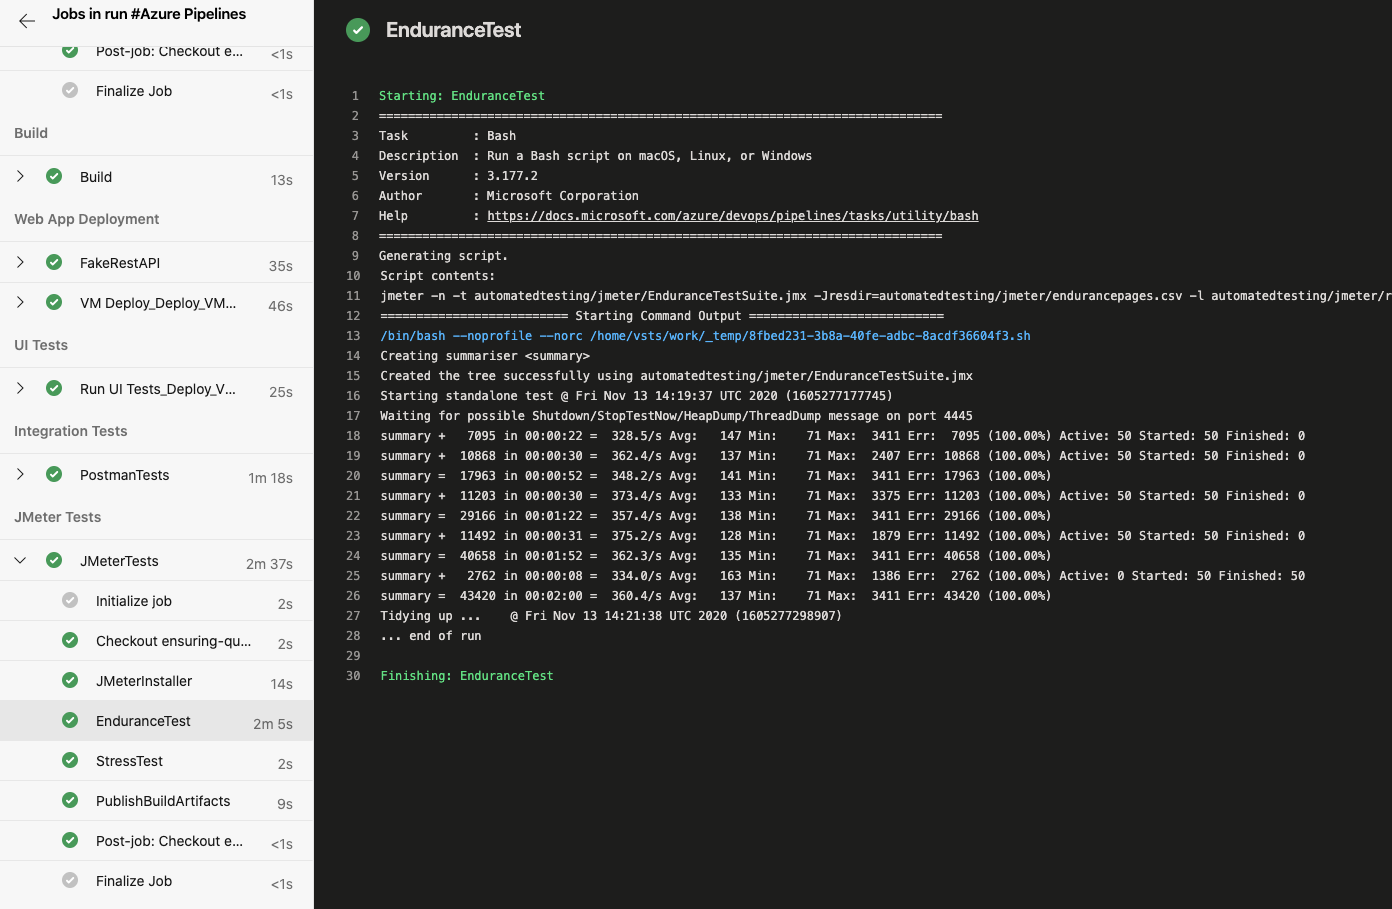 Jobs in run #Azure Pipelines
Post-job: Checkout e... <1s
Finalize Job <1s
Build
Build 13s
Web App Deployment
FakeRestAPI 35s
VM Deploy_Deploy_VM... 46s
UI Tests
Run UI Tests_Deploy_V... 25s
Integration Tests
PostmanTests 1m 18s
JMeter Tests
JMeterTests 2m 37s
Initialize job 2s
Checkout ensuring-qu... 2s
JMeterInstaller 14s
EnduranceTest 2m 5s
StressTest 2s
PublishBuildArtifacts 9s
Post-job: Checkout e... <1s
Finalize Job <1s
EnduranceTest
1 Starting: EnduranceTest
2 ==============================================================================
3 Task         : Bash
4 Description  : Run a Bash script on macOS, Linux, or Windows
5 Version      : 3.177.2
6 Author       : Microsoft Corporation
7 Help         : https://docs.microsoft.com/azure/devops/pipelines/tasks/utility/bash
8 ==============================================================================
9 Generating script.
10 Script contents:
11 jmeter -n -t automatedtesting/jmeter/EnduranceTestSuite.jmx -Jresdir=automatedtesting/jmeter/endurancepages.csv -l automatedtesting/jmeter/r
12 ========================== Starting Command Output ===========================
13 /bin/bash --noprofile --norc /home/vsts/work/_temp/8fbed231-3b8a-40fe-adbc-8acdf36604f3.sh
14 Creating summariser <summary>
15 Created the tree successfully using automatedtesting/jmeter/EnduranceTestSuite.jmx
16 Starting standalone test @ Fri Nov 13 14:19:37 UTC 2020 (1605277177745)
17 Waiting for possible Shutdown/StopTestNow/HeapDump/ThreadDump message on port 4445
18 summary +   7095 in 00:00:22 =  328.5/s Avg:   147 Min:    71 Max:  3411 Err:  7095 (100.00%) Active: 50 Started: 50 Finished: 0
19 summary +  10868 in 00:00:30 =  362.4/s Avg:   137 Min:    71 Max:  2407 Err: 10868 (100.00%) Active: 50 Started: 50 Finished: 0
20 summary =  17963 in 00:00:52 =  348.2/s Avg:   141 Min:    71 Max:  3411 Err: 17963 (100.00%)
21 summary +  11203 in 00:00:30 =  373.4/s Avg:   133 Min:    71 Max:  3375 Err: 11203 (100.00%) Active: 50 Started: 50 Finished: 0
22 summary =  29166 in 00:01:22 =  357.4/s Avg:   138 Min:    71 Max:  3411 Err: 29166 (100.00%)
23 summary +  11492 in 00:00:31 =  375.2/s Avg:   128 Min:    71 Max:  1879 Err: 11492 (100.00%) Active: 50 Started: 50 Finished: 0
24 summary =  40658 in 00:01:52 =  362.3/s Avg:   135 Min:    71 Max:  3411 Err: 40658 (100.00%)
25 summary +   2762 in 00:00:08 =  334.0/s Avg:   163 Min:    71 Max:  1386 Err:  2762 (100.00%) Active: 0 Started: 50 Finished: 50
26 summary =  43420 in 00:02:00 =  360.4/s Avg:   137 Min:    71 Max:  3411 Err: 43420 (100.00%)
27 Tidying up ...    @ Fri Nov 13 14:21:38 UTC 2020 (1605277298907)
28 ... end of run
29
30 Finishing: EnduranceTest